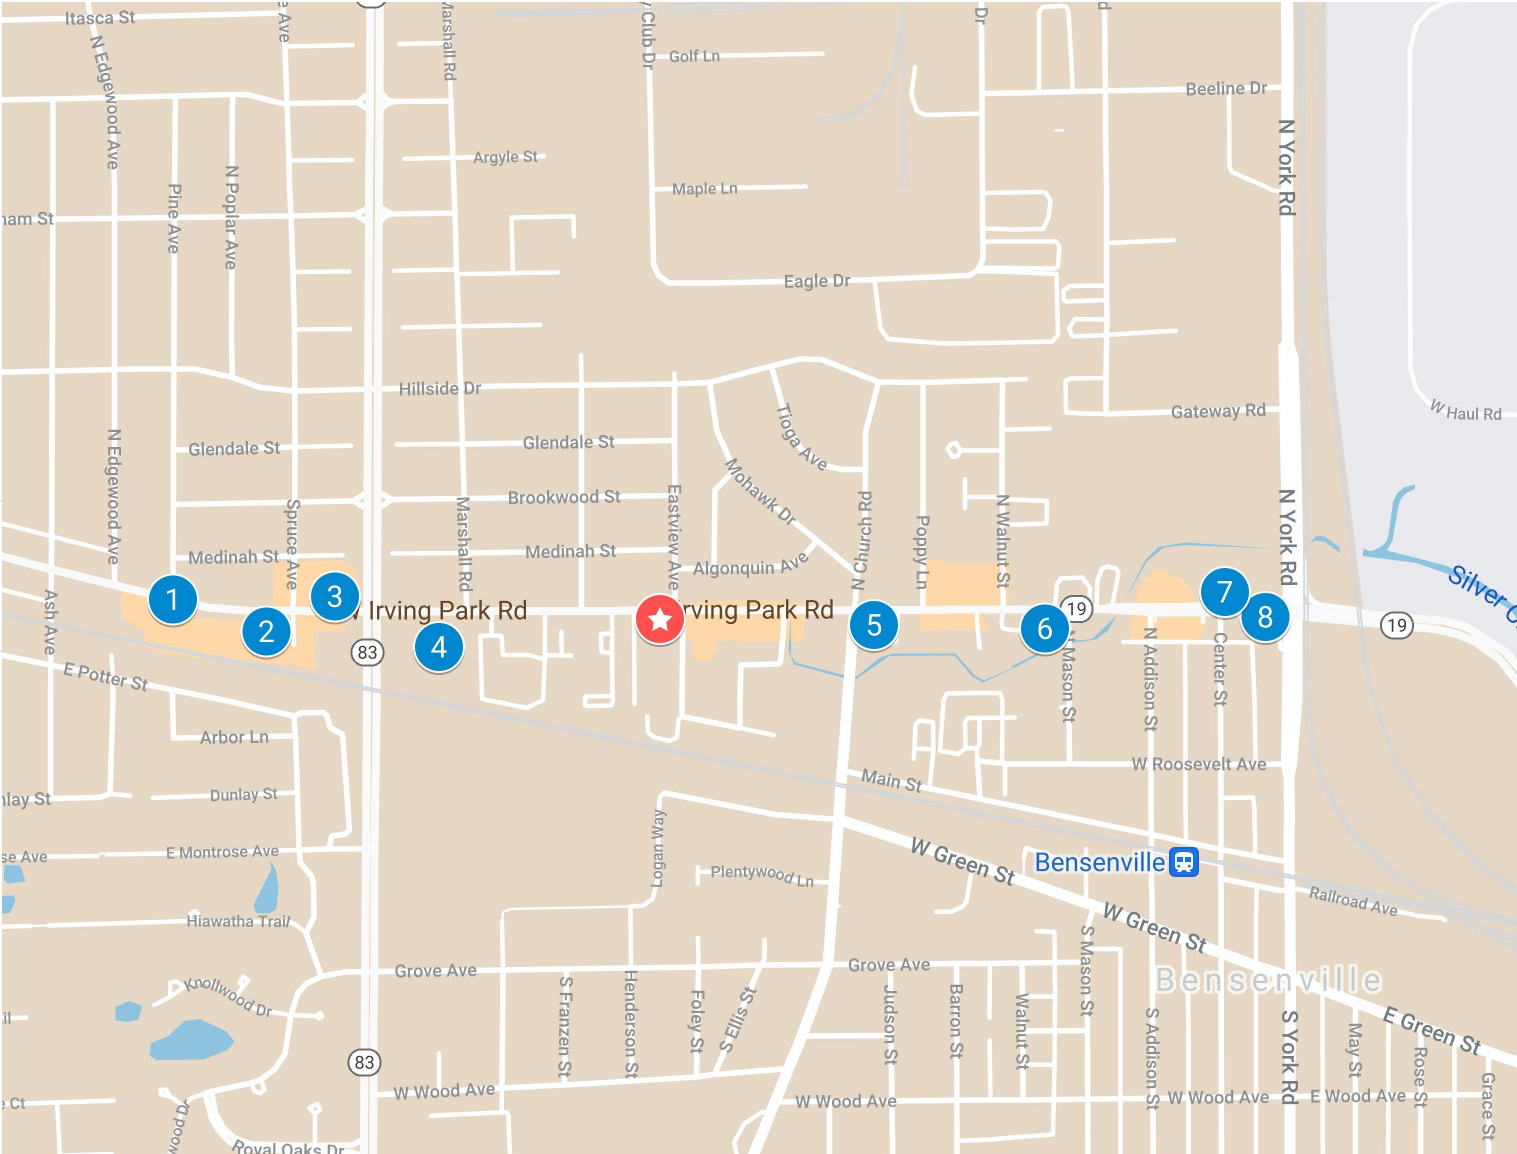 Itasca St
N Edgewood Ave
Marshall Rd
Golf Ln
Dr
Beeline Dr
N York Rd
Argyle St
Maple Ln
Pine Ave
N Poplar Ave
Eagle Dr
Hillside Dr
Gateway Rd
W Haul Rd
Tioga Ave
Glendale St
Glendale St
N Edgewood Ave
Mohawk Dr
Brookwood St
Spruce Ave
Marshall Rd
Eastview Ave
N Church Rd
Poppy Ln
N Walnut St
N York Rd
Medinah St
Medinah St
Algonquin Ave
Ash Ave
1
2
3
Irving Park Rd
4
rving Park Rd
5
6
19
7
8
19
83
E Potter St
N Mason St
N Addison St
Center St
Arbor Ln
W Roosevelt Ave
Main St
Dunlay St
E Montrose Ave
Logan Way
Plentywood Ln
W Green St
Bensenville
Railroad Ave
W Green St
Hiawatha Trail
Grove Ave
Grove Ave
S Mason St
Bensenville
Knollwood Dr
S Franzen St
Henderson St
Foley St
S Ellis St
Judson St
Barron St
Walnut St
S Addison St
S York Rd
E Green St
May St
Rose St
Grace St
83
W Wood Ave
W Wood Ave
W Wood Ave
E Wood Ave
Royal Oaks Dr